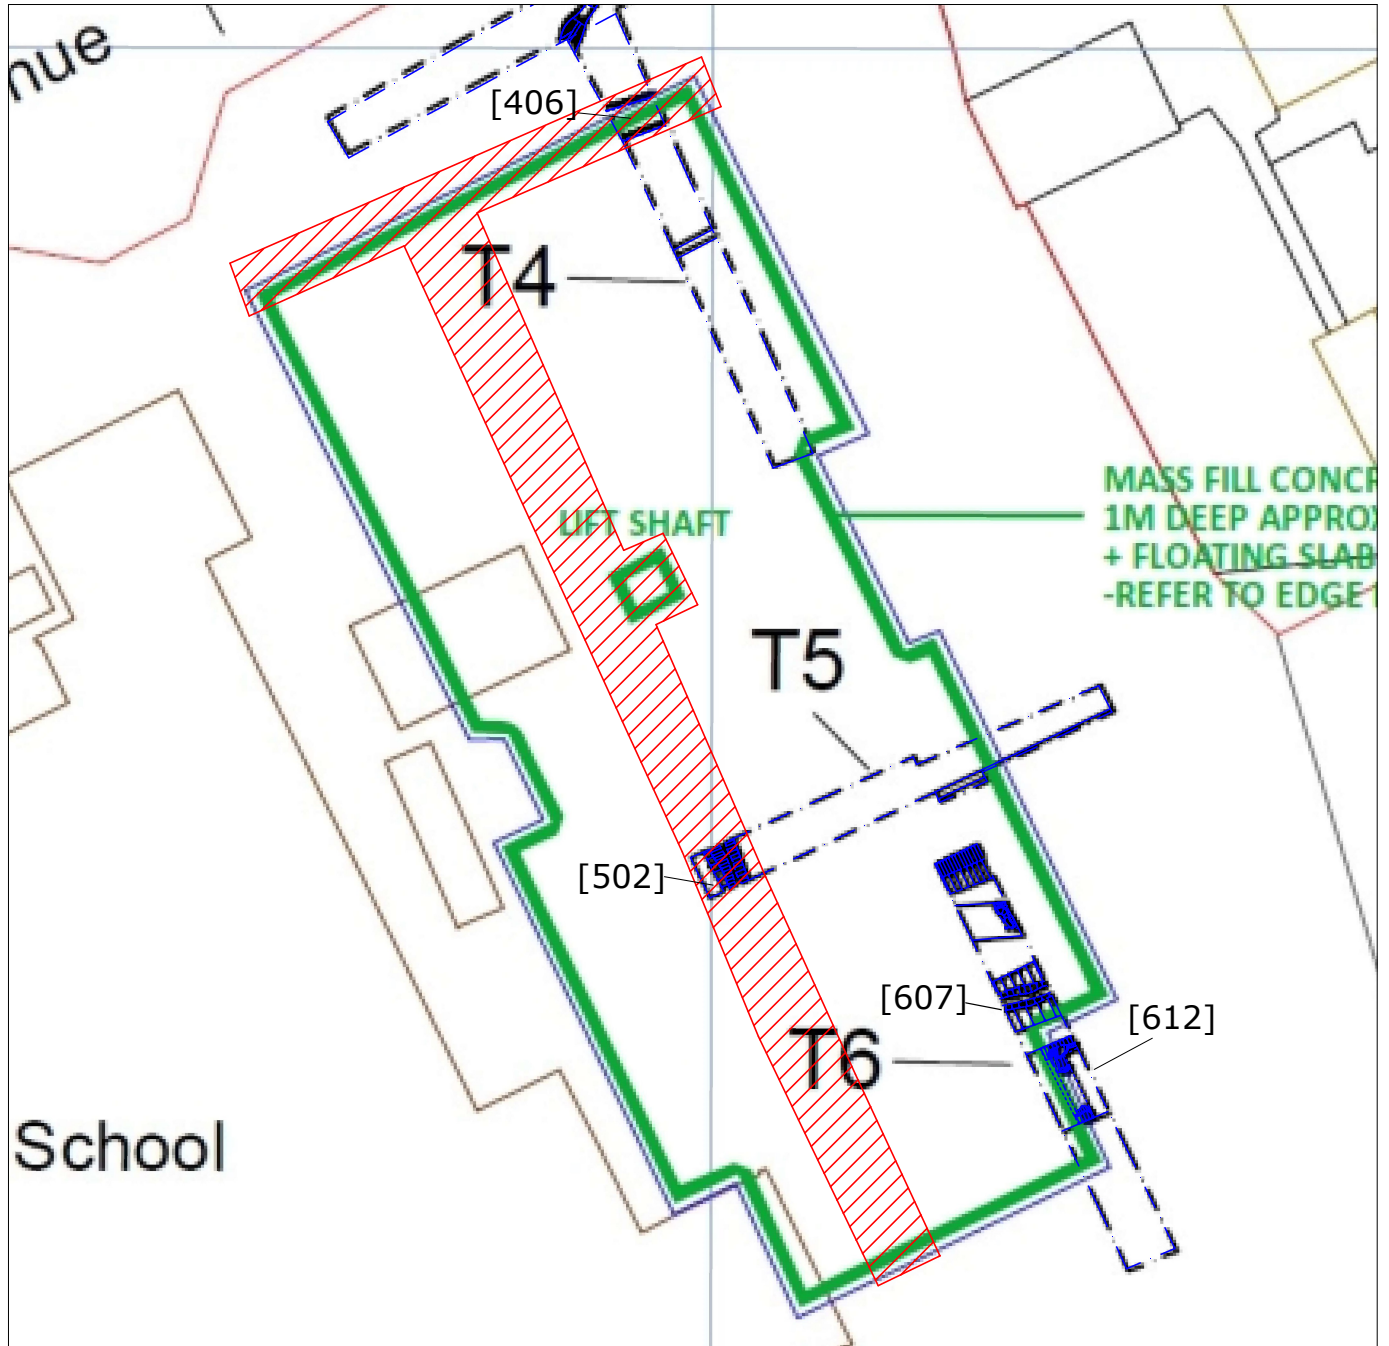 nue
[406]
T4
LIFT SHAFT
MASS FILL CONCR
1M DEEP APPROX
+ FLOATING SLAB
-REFER TO EDGE
T5
[502]
[607]
[612]
T6
School